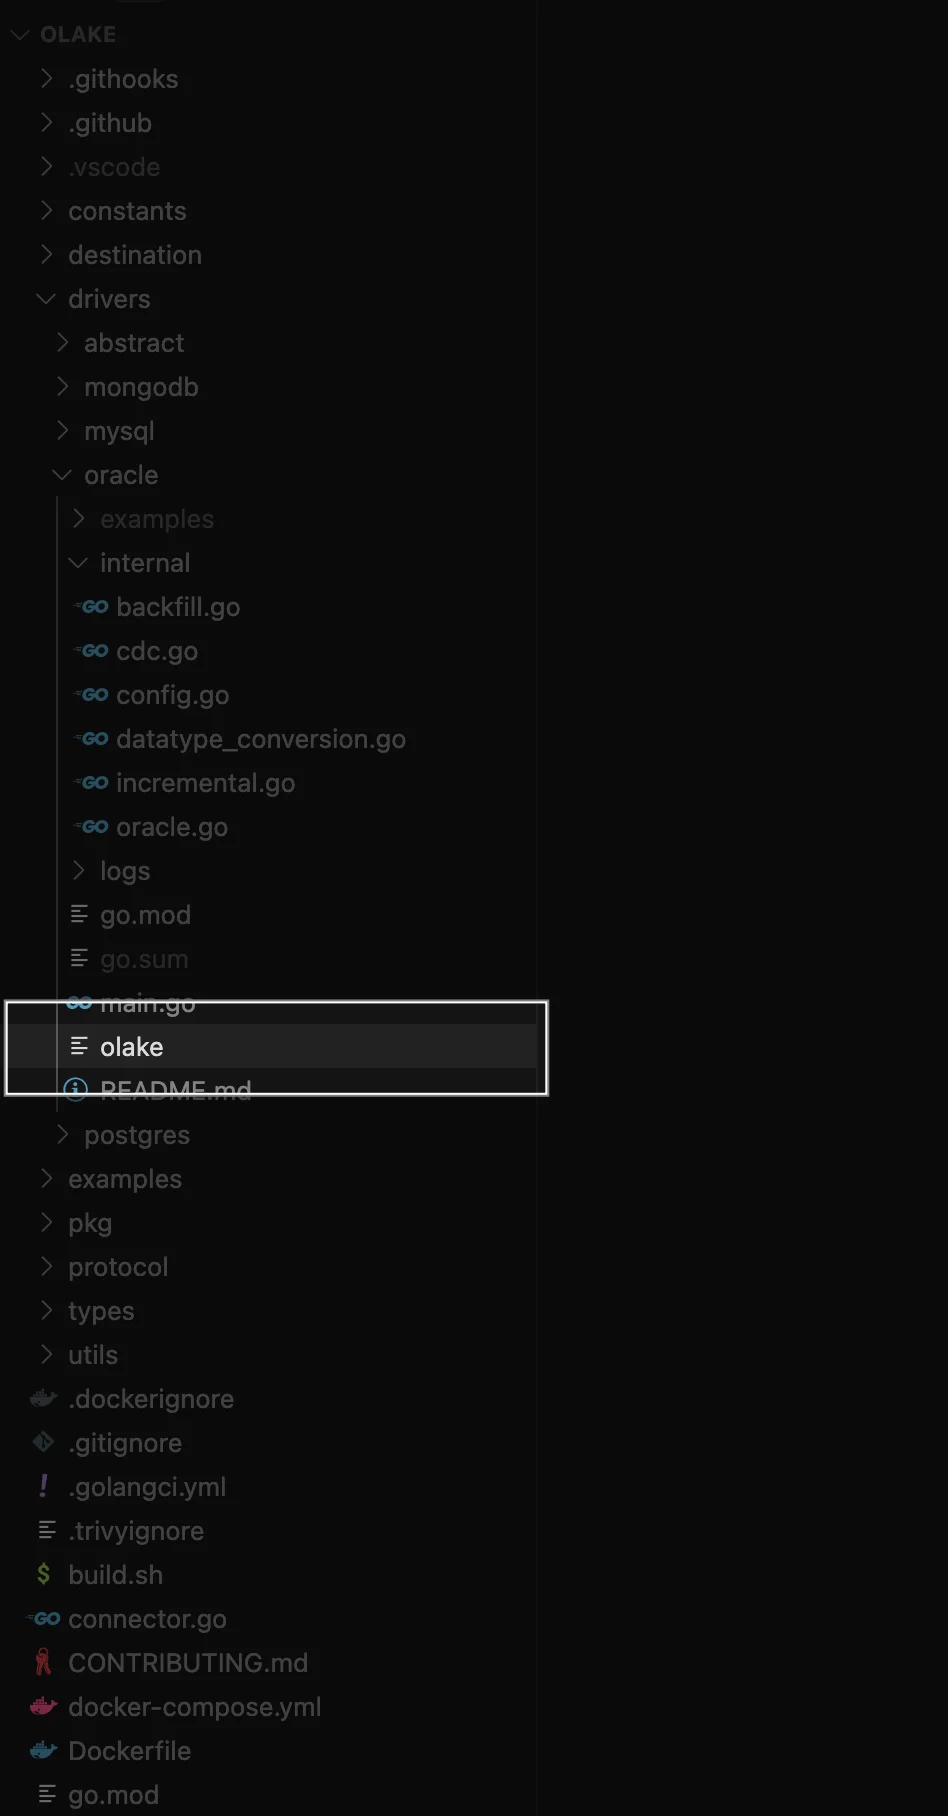 OLAKE
.githooks
.github
.vscode
constants
destination
drivers
abstract
mongodb
mysql
oracle
examples
internal
GO backfill.go
GO cdc.go
GO config.go
GO datatype_conversion.go
GO incremental.go
GO oracle.go
logs
go.mod
go.sum
GO main.go
olake
README.md
postgres
examples
pkg
protocol
types
utils
.dockerignore
.gitignore
! .golangci.yml
.trivyignore
$ build.sh
GO connector.go
CONTRIBUTING.md
docker-compose.yml
Dockerfile
go.mod